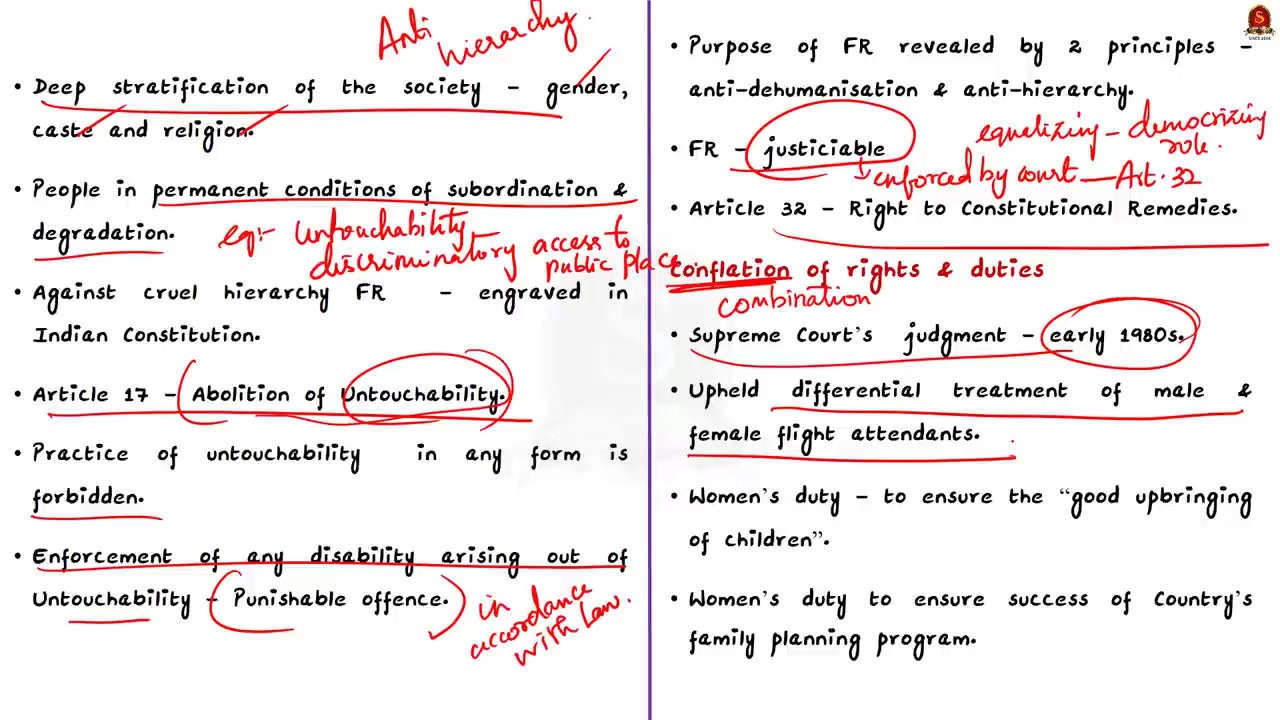 Anti
hierarchy.
• Deep stratification of the society – gender,
caste and religion.
• People in permanent conditions of subordination &
degradation.
eg:- Untouchability
discriminatory access to
public place
• Against cruel hierarchy FR – engraved in
Indian Constitution.
• Article 17 – Abolition of Untouchability.
• Practice of untouchability in any form is
forbidden.
• Enforcement of any disability arising out of
Untouchability – Punishable offence.
in
accordance
with Law.
• Purpose of FR revealed by 2 principles –
anti-dehumanisation & anti-hierarchy.
equalizing – democrizing
role.
• FR – justiciable
enforced by court – Art. 32
• Article 32 – Right to Constitutional Remedies.
Conflation of rights & duties
combination
• Supreme Court's judgment – early 1980s.
• Upheld differential treatment of male &
female flight attendants.
• Women's duty – to ensure the “good upbringing
of children”.
• Women's duty to ensure success of Country's
family planning program.